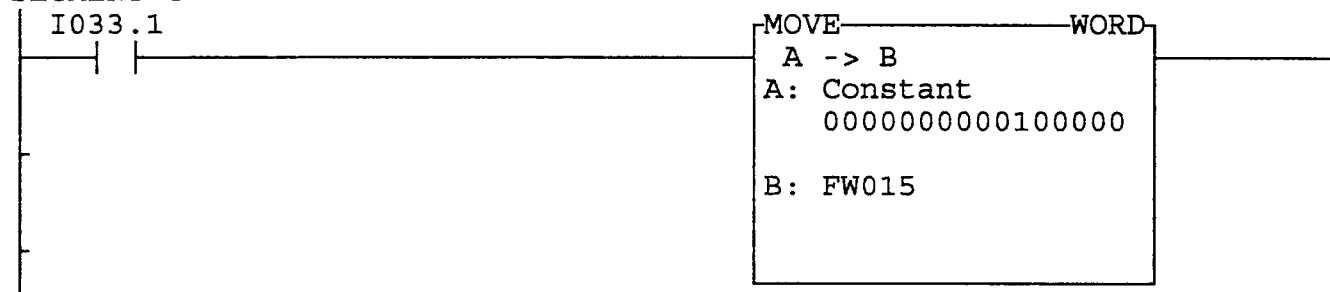 I033.1
MOVE WORD
A -> B
A: Constant
0000000000100000
B: FW015